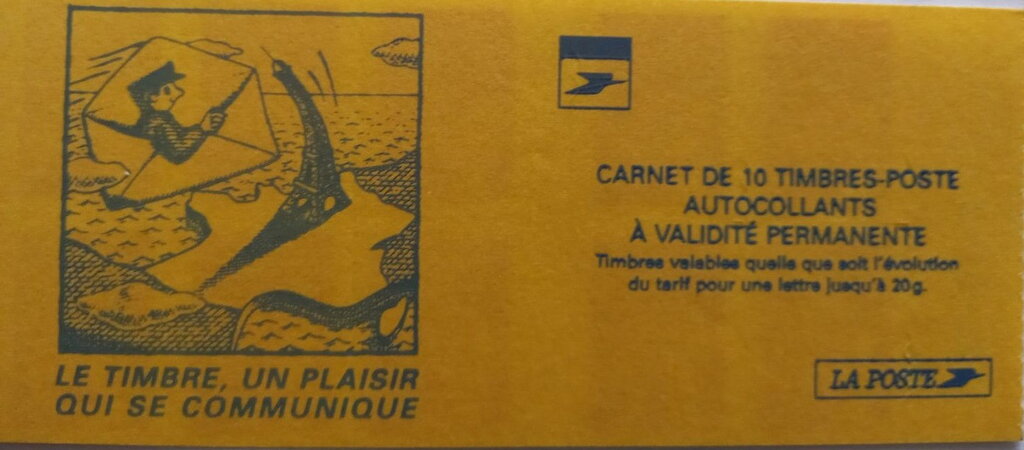 LE TIMBRE, UN PLAISIR
QUI SE COMMUNIQUE
CARNET DE 10 TIMBRES-POSTE
AUTOCOLLANTS
À VALIDITÉ PERMANENTE
Timbres valables quelle que soit l'évolution
du tarif pour une lettre jusqu'à 20 g.
LA POSTE